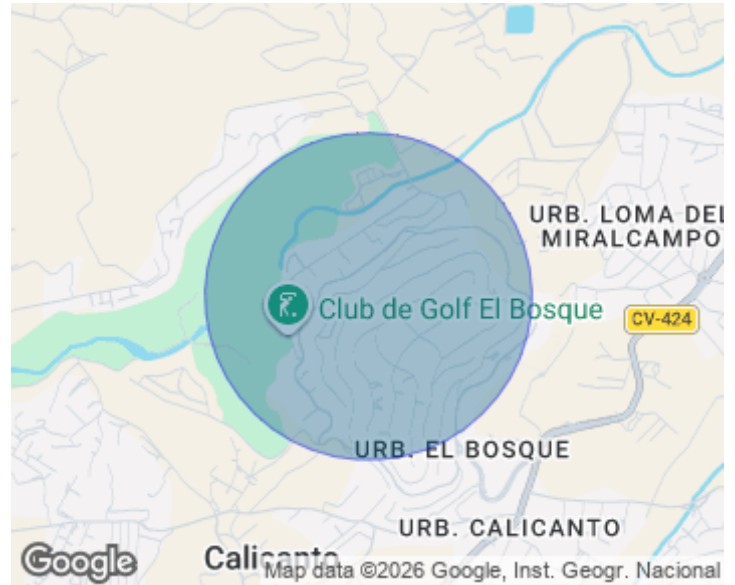 URB. LOMA DEL
MIRALCAMPO
Club de Golf El Bosque
CV-424
URB. EL BOSQUE
URB. CALICANTO
Calicanto
Google
Map data ©2026 Google, Inst. Geogr. Nacional